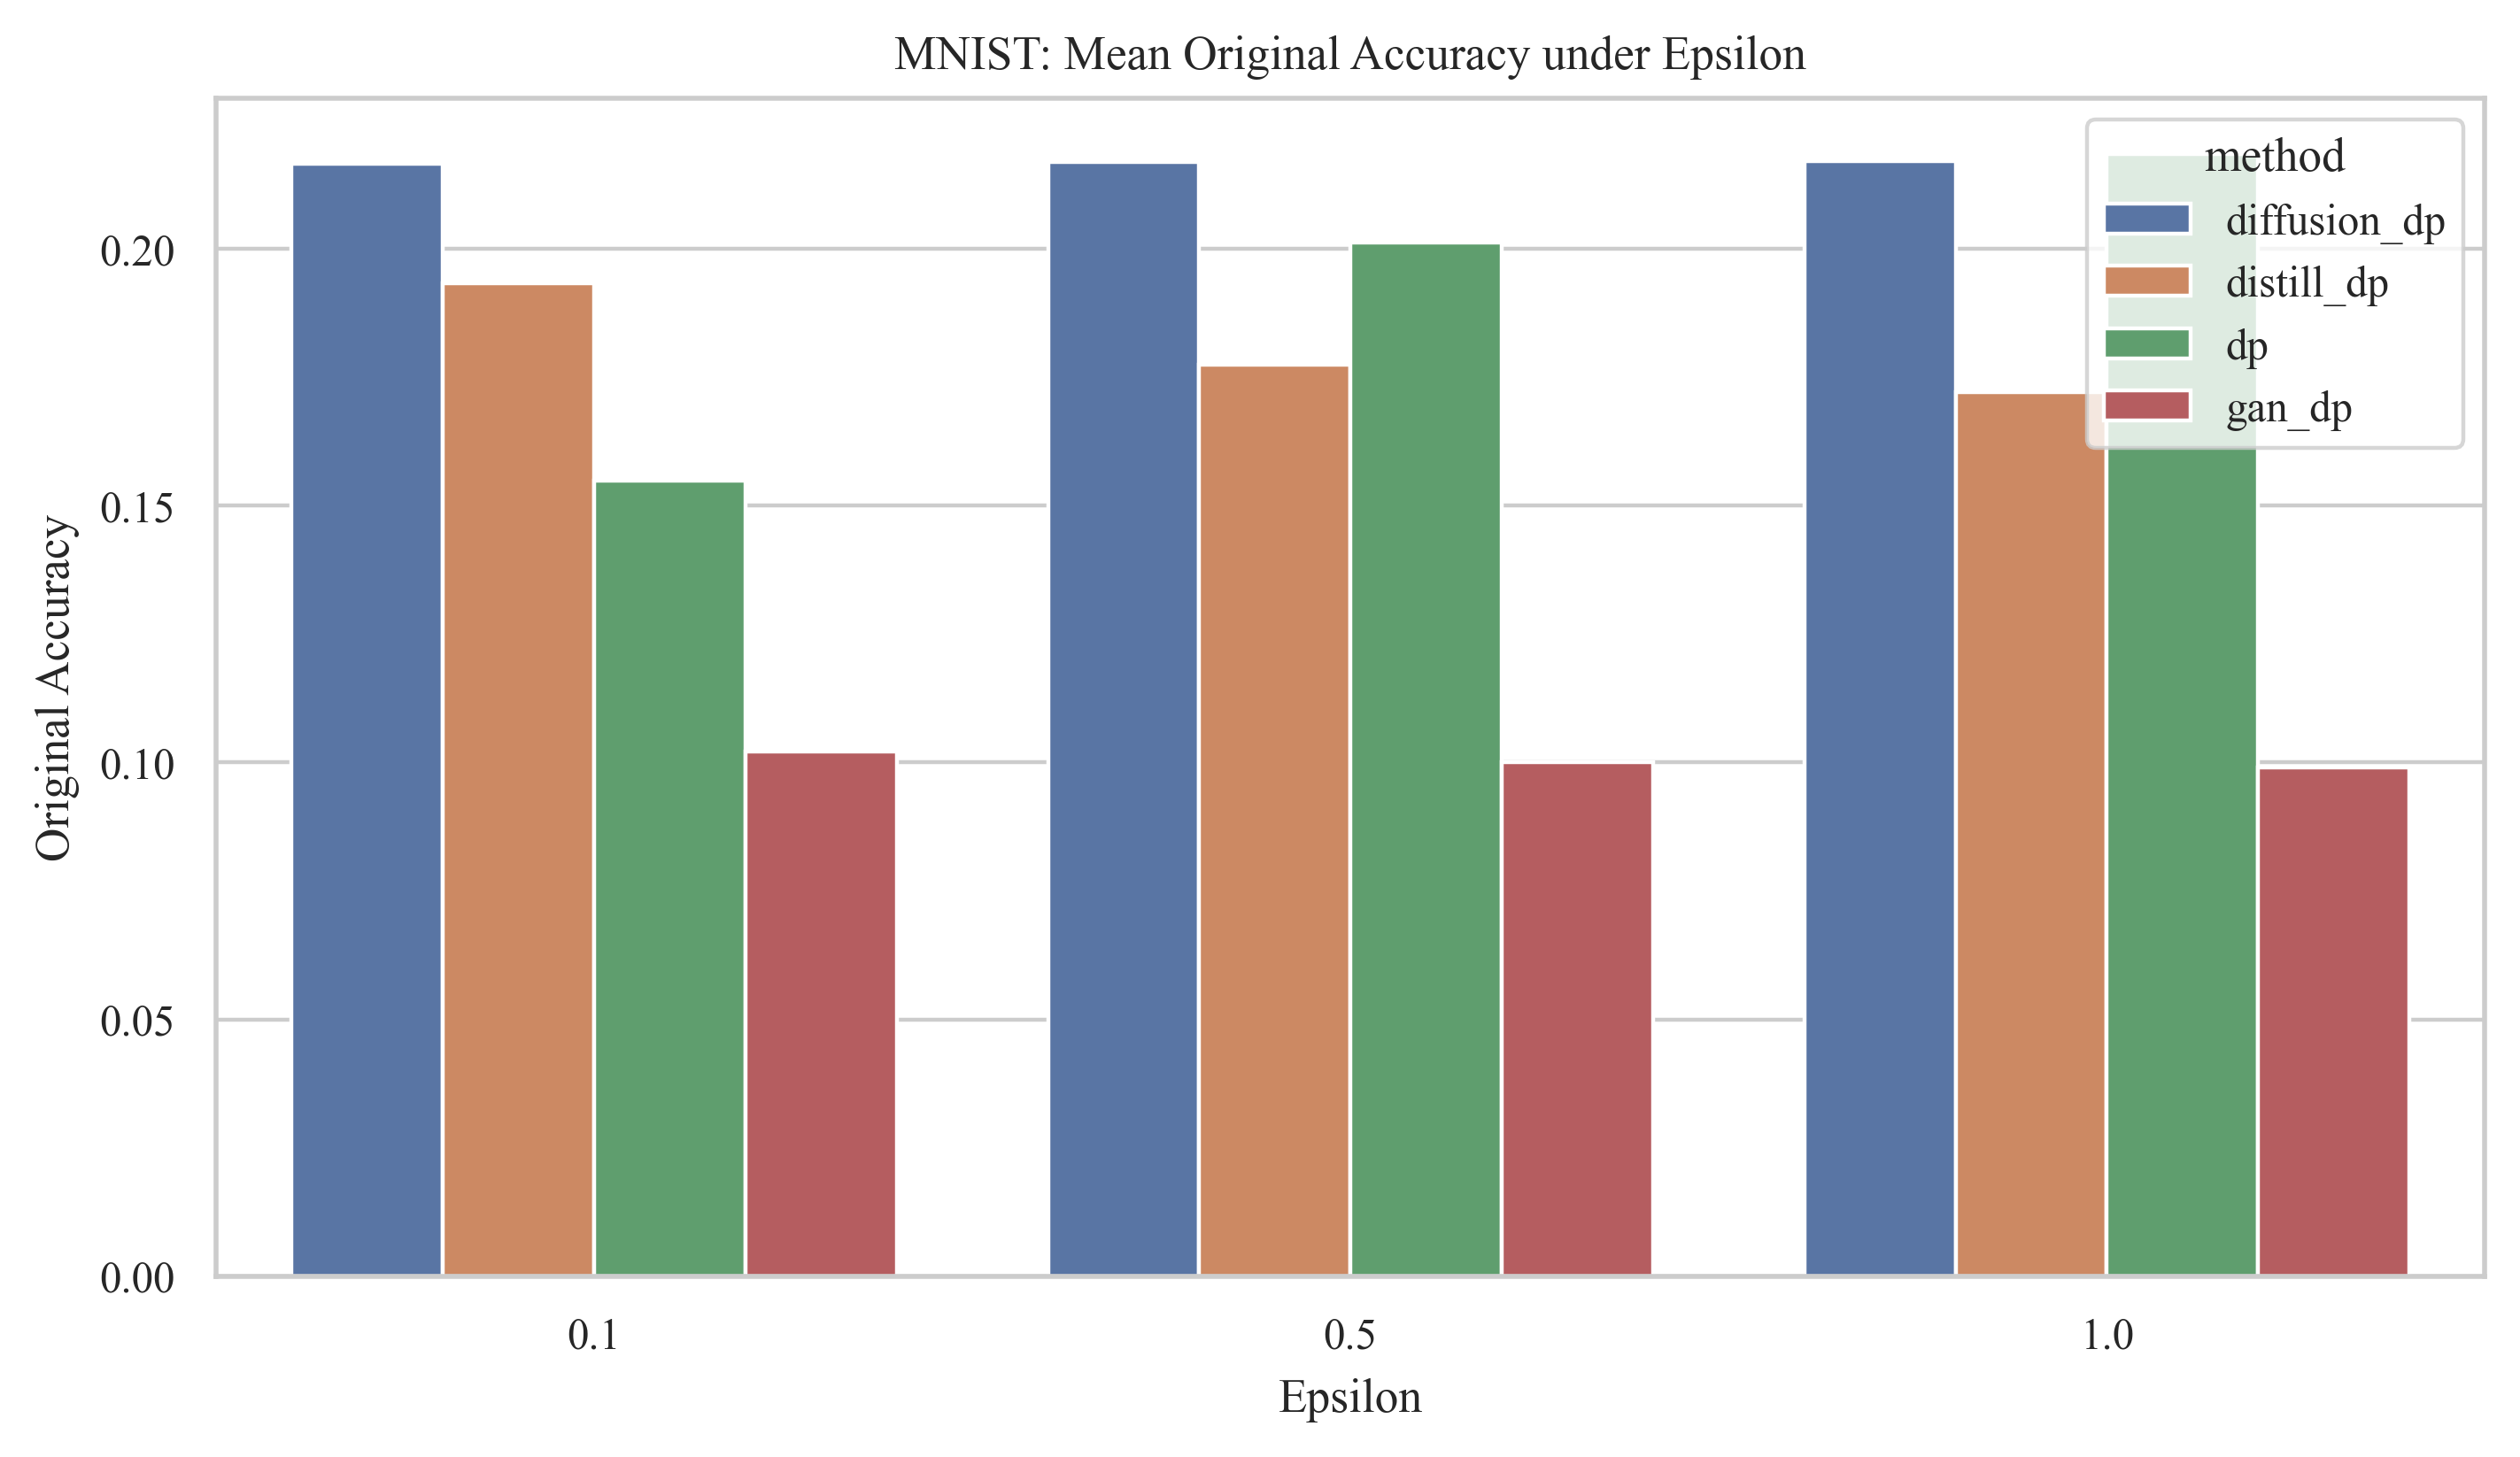 MNIST: Mean Original Accuracy under Epsilon
method
diffusion_dp
distill_dp
dp
gan_dp
Original Accuracy
0.20
0.15
0.10
0.05
0.00
0.1
0.5
1.0
Epsilon